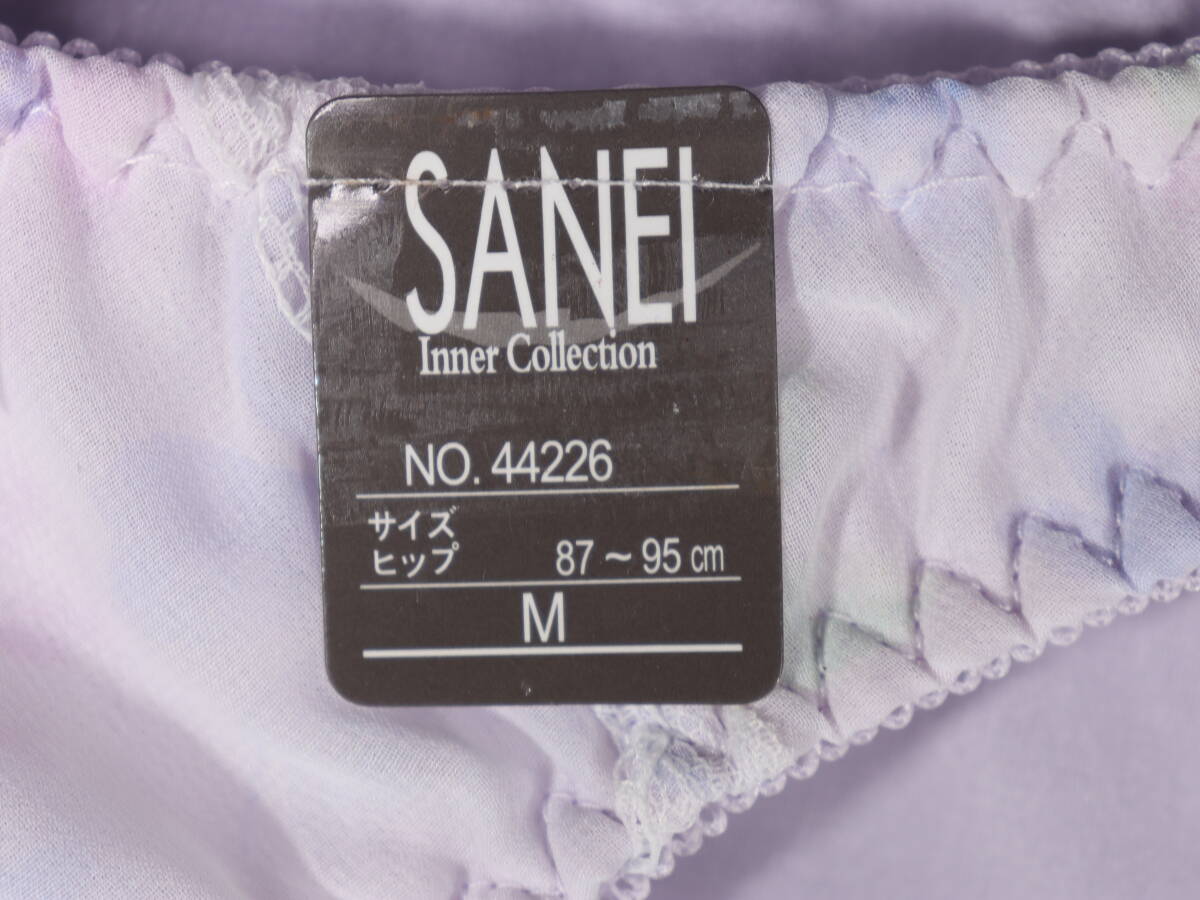 SANEI
Inner Collection
NO. 44226
サイズ
ヒップ 87～95 cm
M